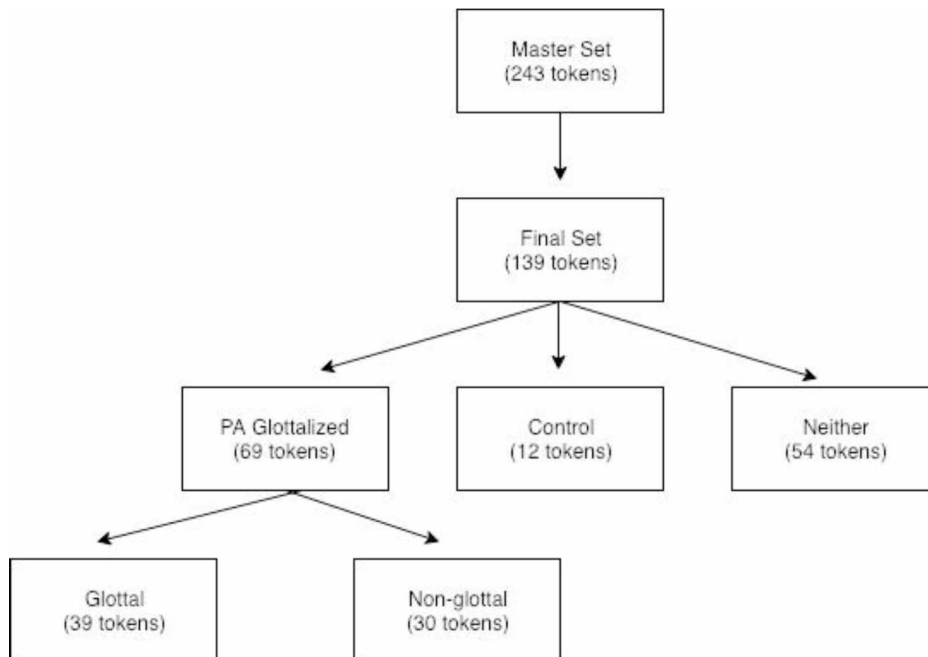 Master Set
(243 tokens)
Final Set
(139 tokens)
PA Glottalized
(69 tokens)
Control
(12 tokens)
Neither
(54 tokens)
Glottal
(39 tokens)
Non-glottal
(30 tokens)